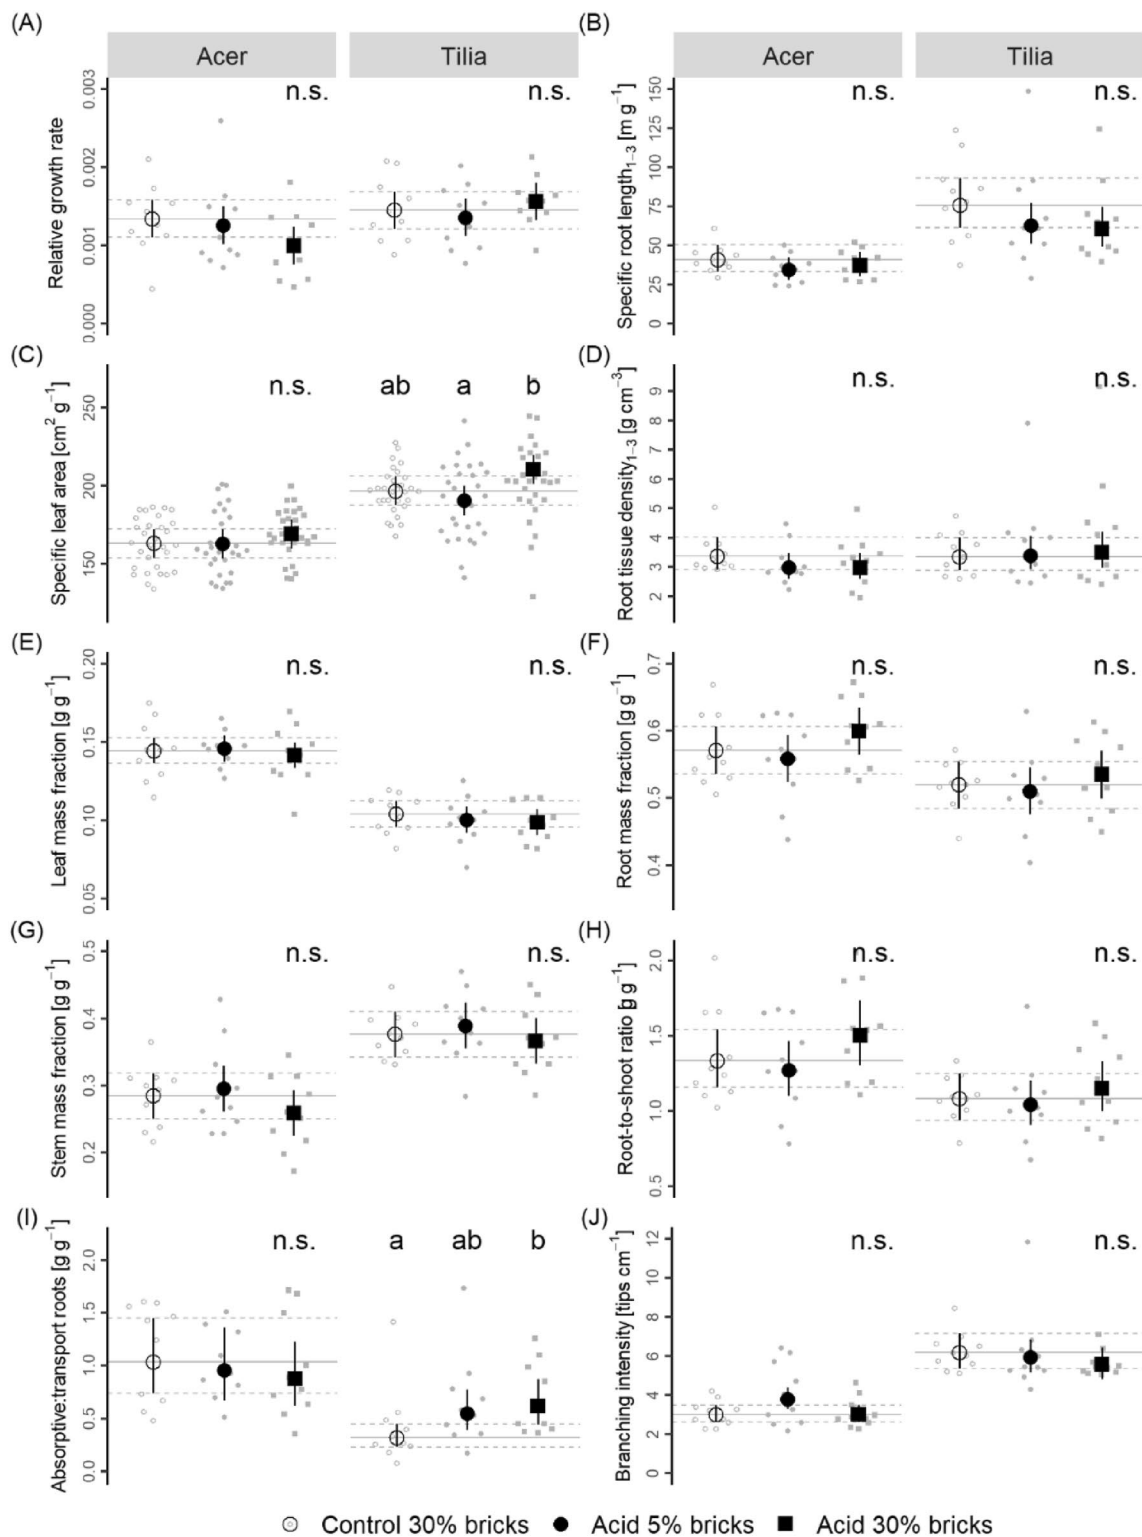 (A)
(B)
Acer
Tilia
Acer
Tilia
n.s.
n.s.
n.s.
n.s.
Relative growth rate
0.003
0.002
0.001
0.000
Specific root length1–3 [m g−1]
150
125
100
75
50
25
0
(C)
(D)
n.s.
ab
a
b
n.s.
n.s.
Specific leaf area [cm2 g−1]
250
200
150
Root tissue density1–3 [g cm−3]
9
8
7
6
5
4
3
2
(E)
(F)
n.s.
n.s.
n.s.
n.s.
Leaf mass fraction [g g−1]
0.20
0.15
0.10
0.05
Root mass fraction [g g−1]
0.7
0.6
0.5
0.4
(G)
(H)
n.s.
n.s.
n.s.
n.s.
Stem mass fraction [g g−1]
0.5
0.4
0.3
0.2
Root-to-shoot ratio [g g−1]
2.0
1.5
1.0
0.5
(I)
(J)
n.s.
a
ab
b
n.s.
n.s.
Absorptive:transport roots [g g−1]
2.0
1.5
1.0
0.5
0.0
Branching intensity [tips cm−1]
12
10
8
6
4
2
0
Control 30% bricks
Acid 5% bricks
Acid 30% bricks